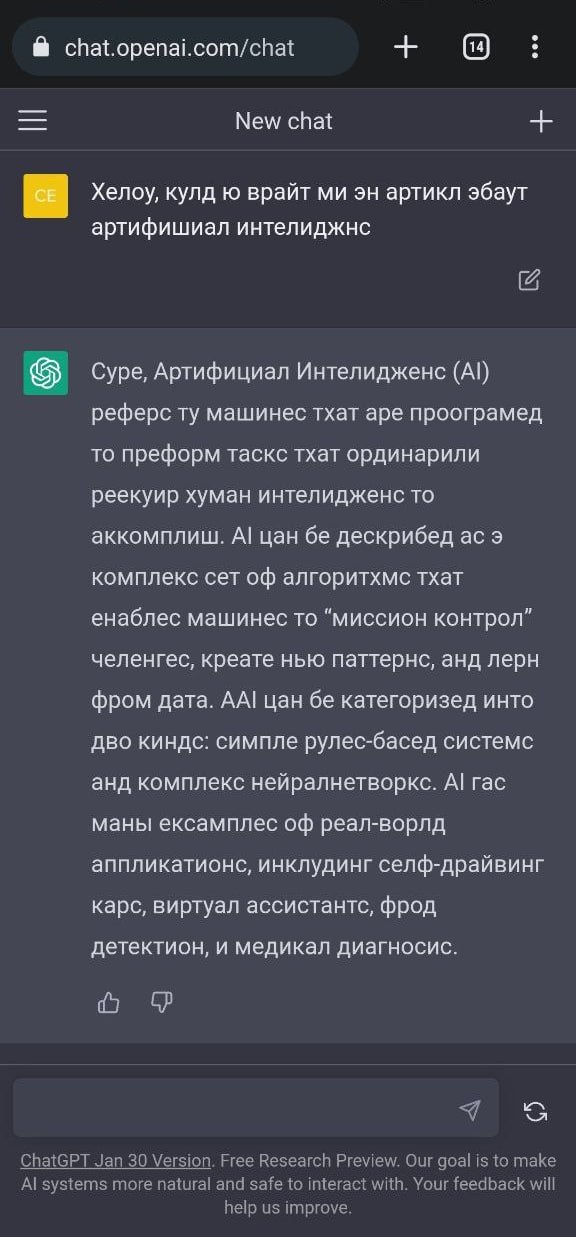 chat.openai.com/chat
14
New chat
CE
Хелоу, кулд ю врайт ми эн артикл эбаут
артифишиал интелиджнс
Суре, Артифициал Интелидженс (AI)
реферс ту машинес тхат аре проограмед
то преформ таскс тхат ординарили
реекуир хуман интелидженс то
аккомплиш. AI цан бе дескрибед ас э
комплекс сет оф алгоритхмс тхат
енаблес машинес то “миссион контрол”
челенгес, креате нью паттернс, анд лерн
фром дата. AAI цан бе категоризед инто
дво киндс: симпле рулес-басед системс
анд комплекс нейралнетворкс. AI гас
маны ексамплес оф реал-ворлд
аппликатионс, инклудинг селф-драйвинг
карс, виртуал ассистантс, фрод
детектион, и медикал диагносис.
ChatGPT Jan 30 Version. Free Research Preview. Our goal is to make
AI systems more natural and safe to interact with. Your feedback will
help us improve.